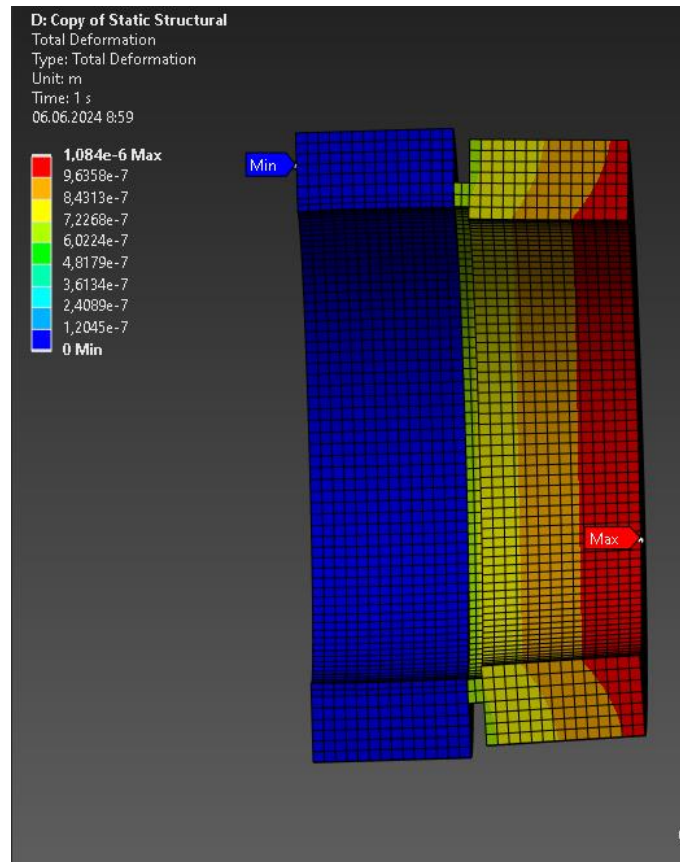 D: Copy of Static Structural
Total Deformation
Type: Total Deformation
Unit: m
Time: 1 s
06.06.2024 8:59
1,084e-6 Max
9,6358e-7
8,4313e-7
7,2268e-7
6,0224e-7
4,8179e-7
3,6134e-7
2,4089e-7
1,2045e-7
0 Min
Min
Max